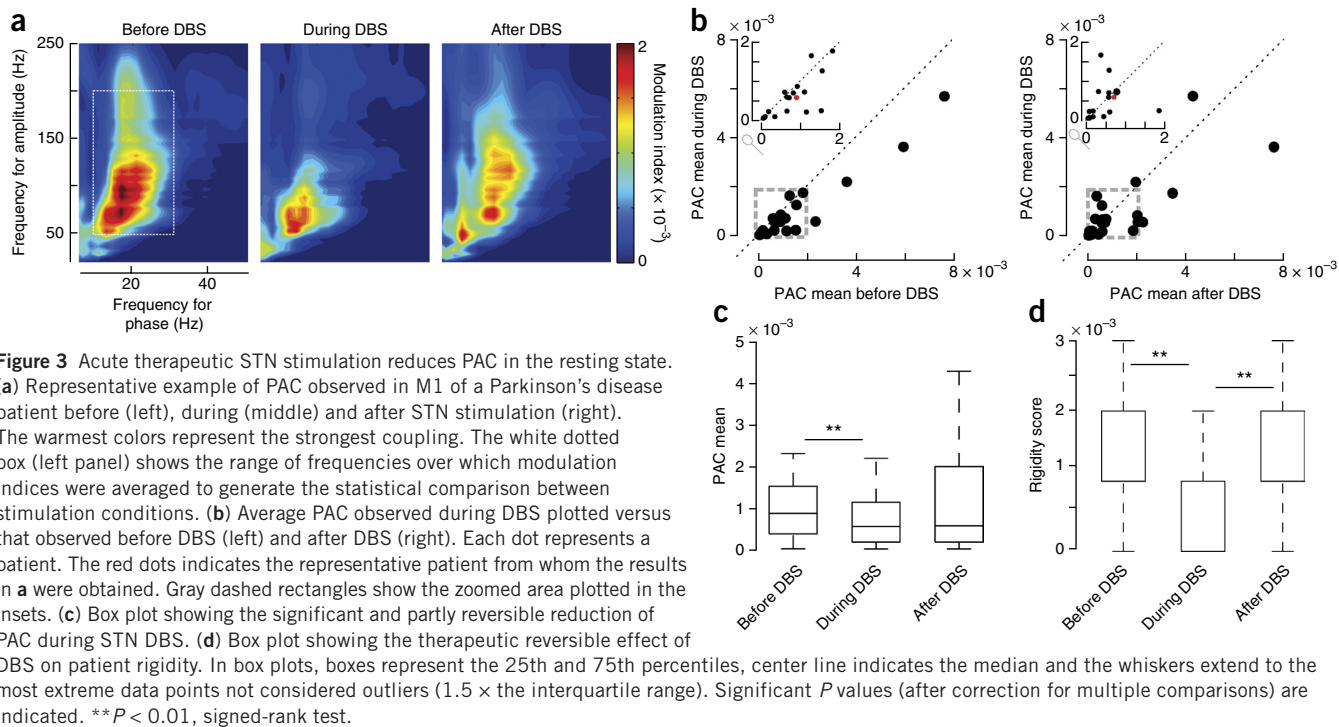 a
Before DBS
During DBS
After DBS
250
150
50
Frequency for amplitude (Hz)
20
40
Frequency for
phase (Hz)
2
0
Modulation index (× 10−3)
b
× 10−3
8
4
0
PAC mean during DBS
× 10−3
2
0
0
2
0
4
8 × 10−3
PAC mean before DBS
× 10−3
8
4
0
PAC mean during DBS
× 10−3
2
0
0
2
0
4
8 × 10−3
PAC mean after DBS
c
× 10−3
5
4
3
2
1
0
PAC mean
**
Before DBS
During DBS
After DBS
d
× 10−3
3
2
1
0
Rigidity score
**
**
Before DBS
During DBS
After DBS
Figure 3 Acute therapeutic STN stimulation reduces PAC in the resting state.
(a) Representative example of PAC observed in M1 of a Parkinson's disease
patient before (left), during (middle) and after STN stimulation (right).
The warmest colors represent the strongest coupling. The white dotted
box (left panel) shows the range of frequencies over which modulation
indices were averaged to generate the statistical comparison between
stimulation conditions. (b) Average PAC observed during DBS plotted versus
that observed before DBS (left) and after DBS (right). Each dot represents a
patient. The red dots indicates the representative patient from whom the results
in a were obtained. Gray dashed rectangles show the zoomed area plotted in the
insets. (c) Box plot showing the significant and partly reversible reduction of
PAC during STN DBS. (d) Box plot showing the therapeutic reversible effect of
DBS on patient rigidity. In box plots, boxes represent the 25th and 75th percentiles, center line indicates the median and the whiskers extend to the
most extreme data points not considered outliers (1.5 × the interquartile range). Significant P values (after correction for multiple comparisons) are
indicated. **P < 0.01, signed-rank test.